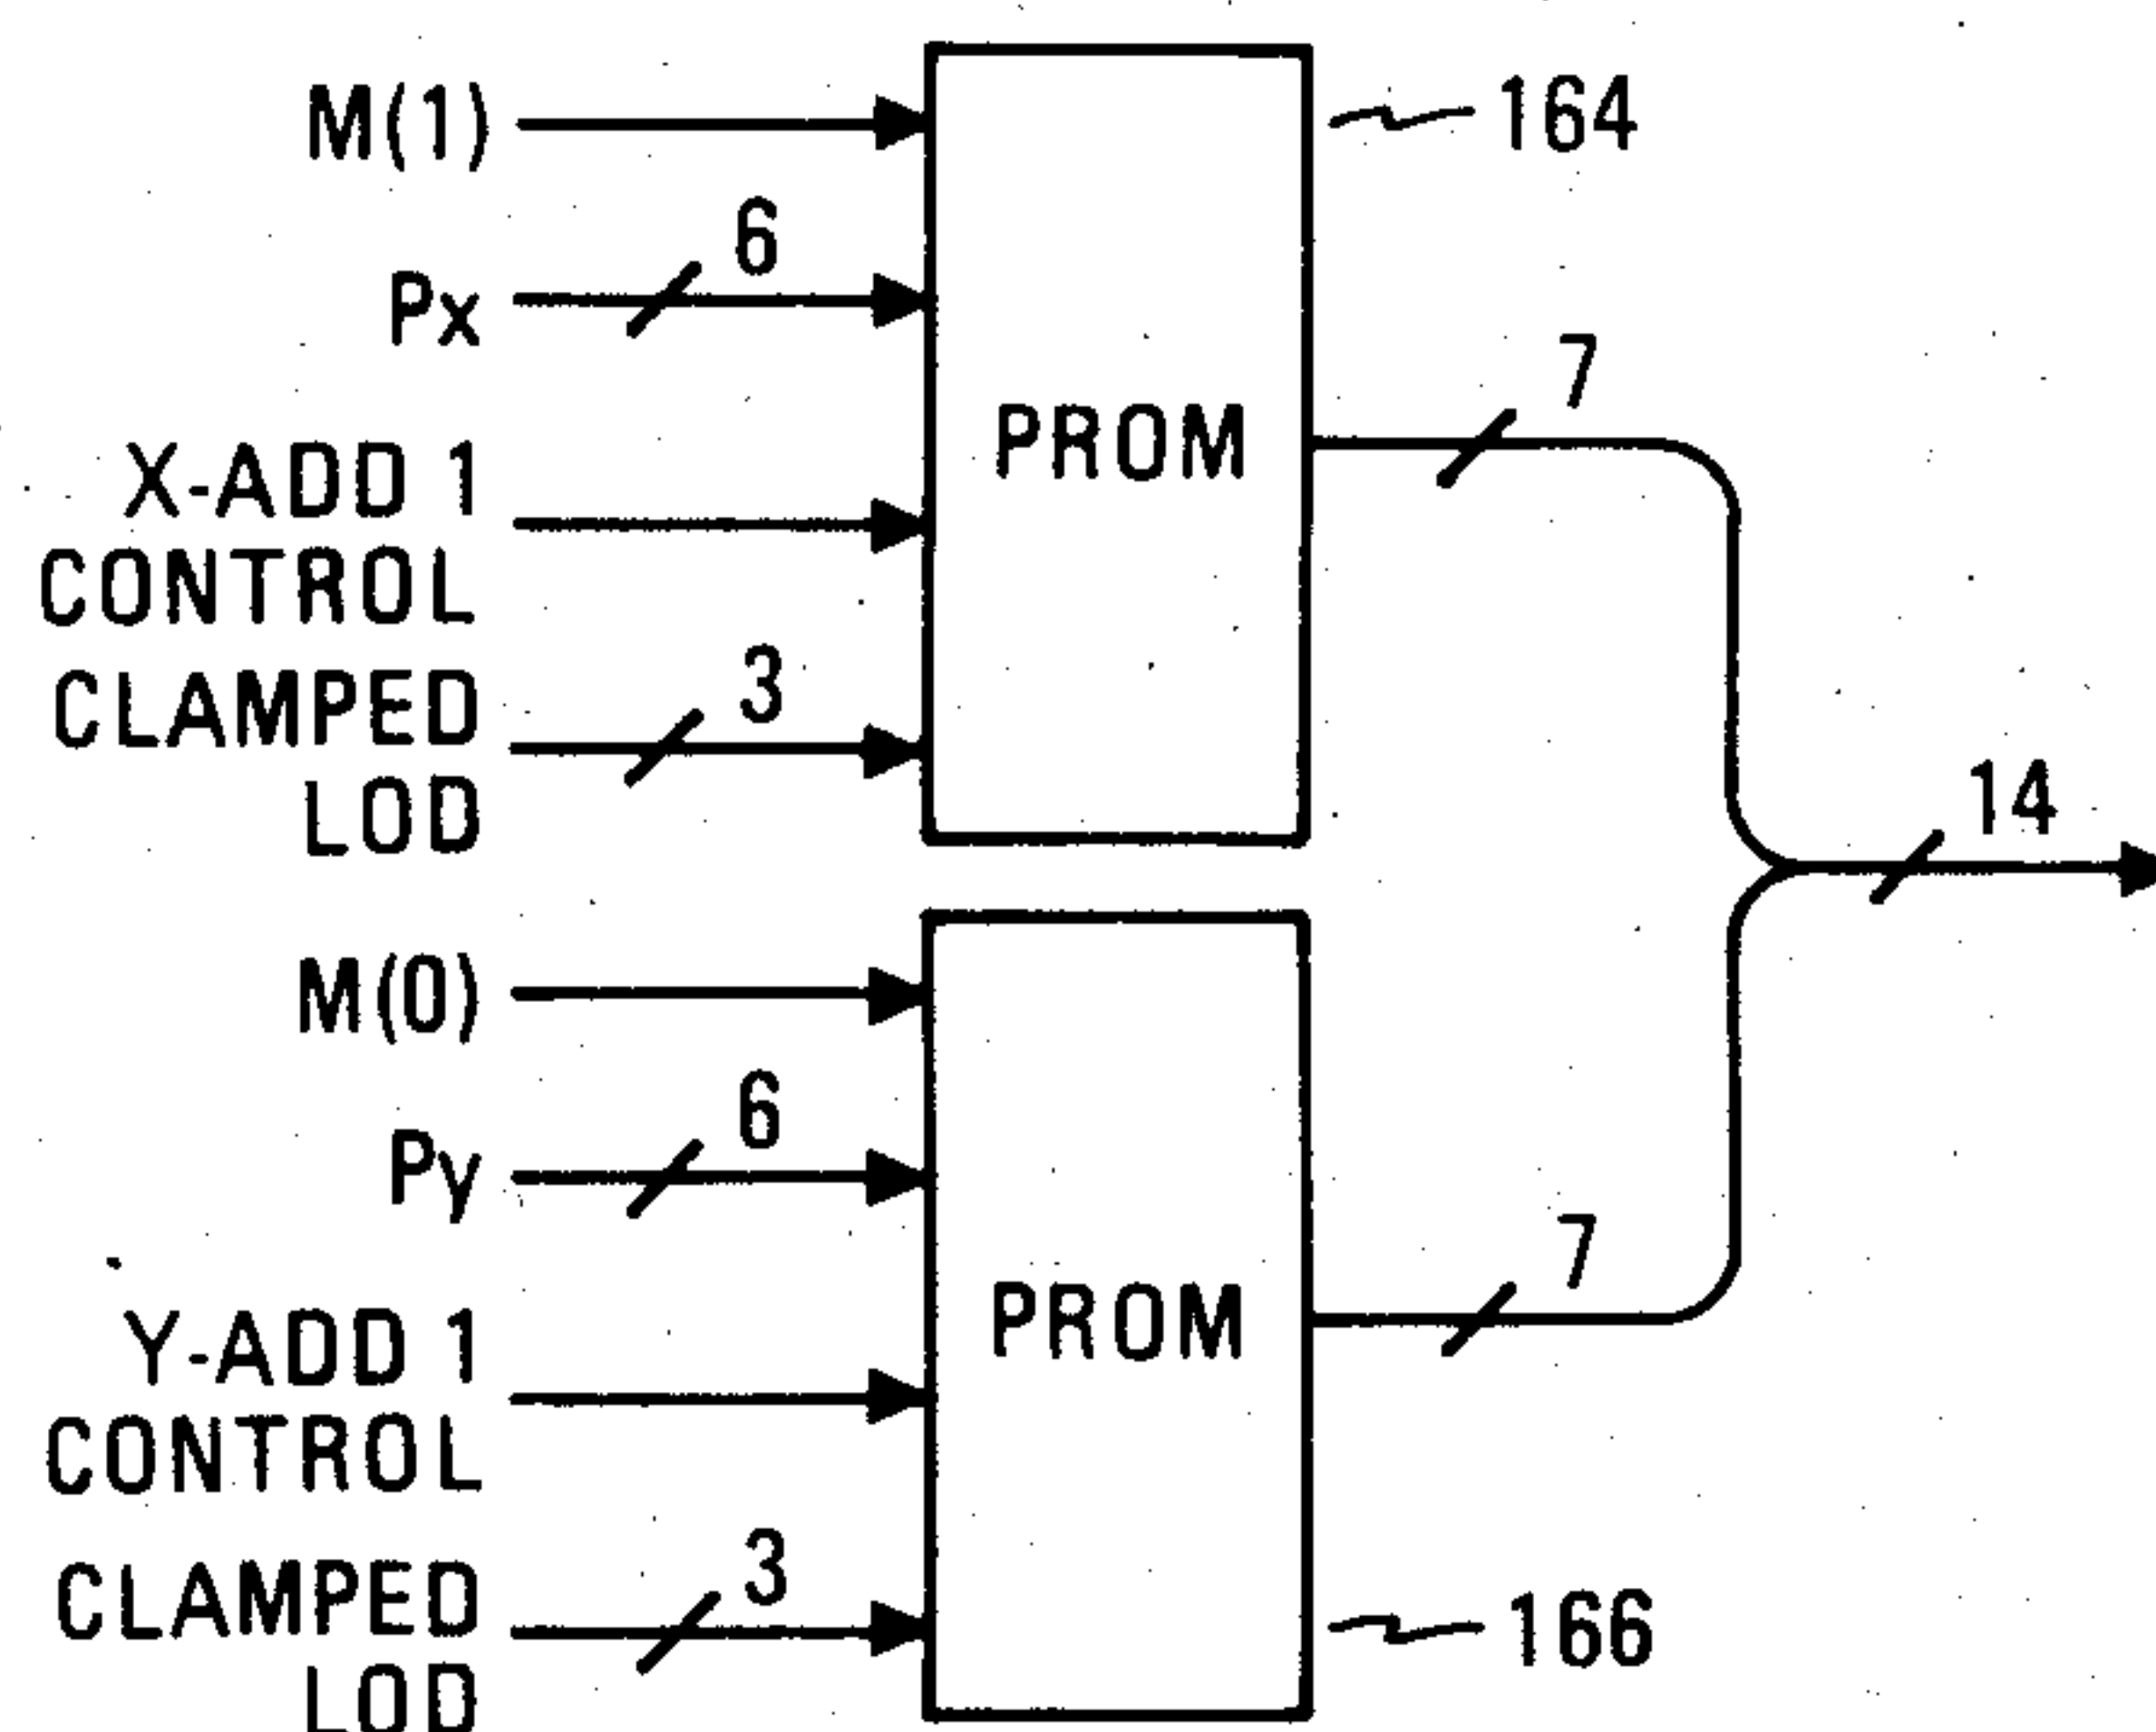 M(1)
164
6
Px
7
PROM
X-ADD 1
CONTROL
3
CLAMPED
LOD
14
M(0)
6
Py
7
PROM
Y-ADD 1
CONTROL
3
CLAMPED
LOD
166